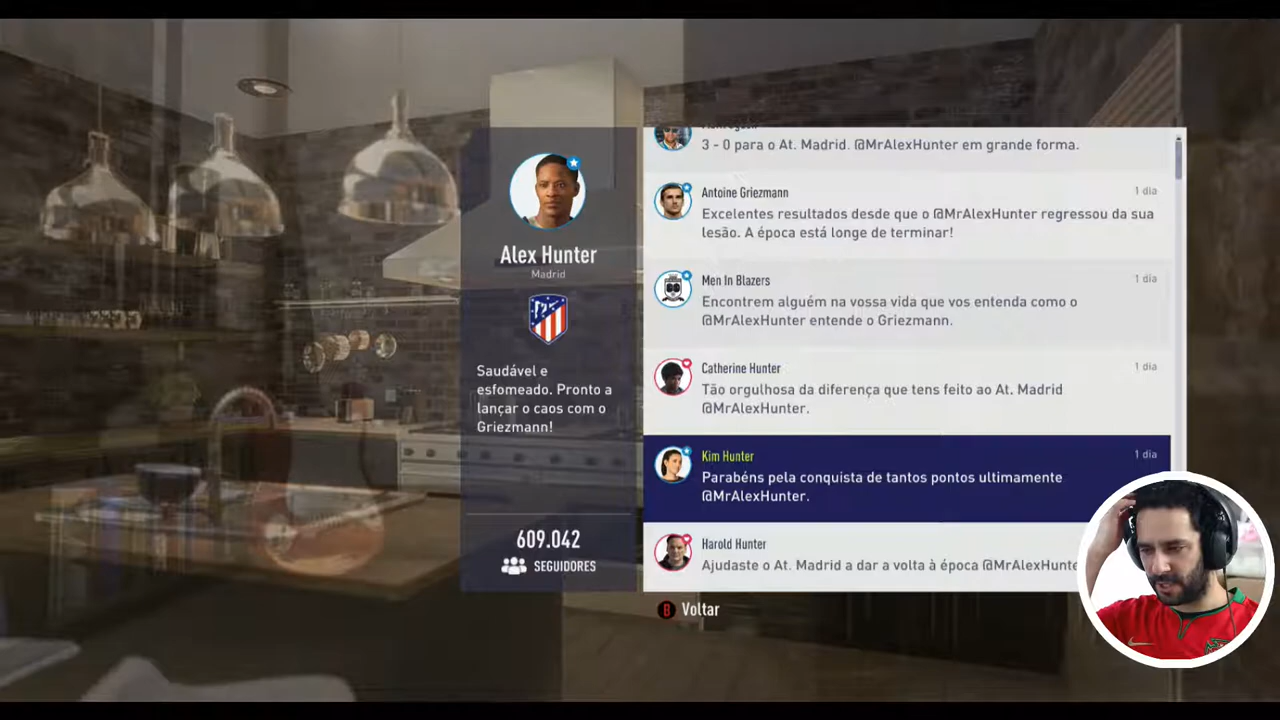 3 - 0 para o At. Madrid. @MrAlexHunter em grande forma.
Antoine Griezmann
1 dia
Excelentes resultados desde que o @MrAlexHunter regressou da sua
lesão. A época está longe de terminar!
Men In Blazers
1 dia
Encontrem alguém na vossa vida que vos entenda como o
@MrAlexHunter entende o Griezmann.
Catherine Hunter
1 dia
Tão orgulhosa da diferença que tens feito ao At. Madrid
@MrAlexHunter.
Kim Hunter
1 dia
Parabéns pela conquista de tantos pontos ultimamente
@MrAlexHunter.
Harold Hunter
Ajudaste o At. Madrid a dar a volta à época @MrAlexHunte
Alex Hunter
Madrid
Saudável e
esfomeado. Pronto a
lançar o caos com o
Griezmann!
609.042
SEGUIDORES
B Voltar